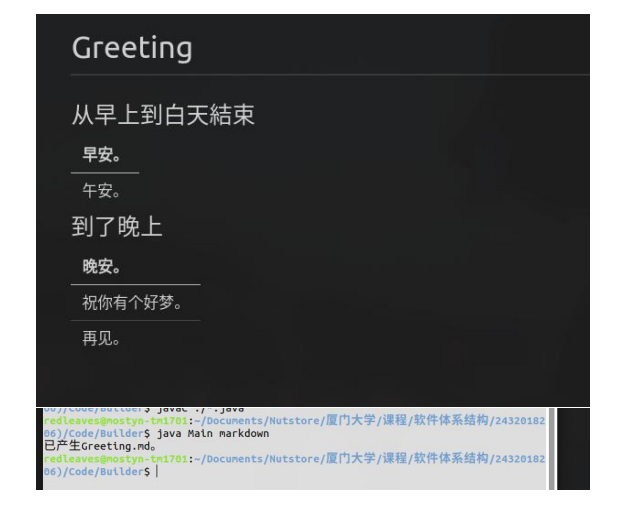 Greeting
从早上到白天結束
早安。
午安。
到了晚上
晚安。
祝你有个好梦。
再见。
06)/Code/Builder$ javac ./*.java
redleaves@mostyn-tm1701:~/Documents/Nutstore/厦门大学/课程/软件体系结构/24320182
06)/Code/Builder$ java Main markdown
已产生Greeting.md。
redleaves@mostyn-tm1701:~/Documents/Nutstore/厦门大学/课程/软件体系结构/24320182
06)/Code/Builder$